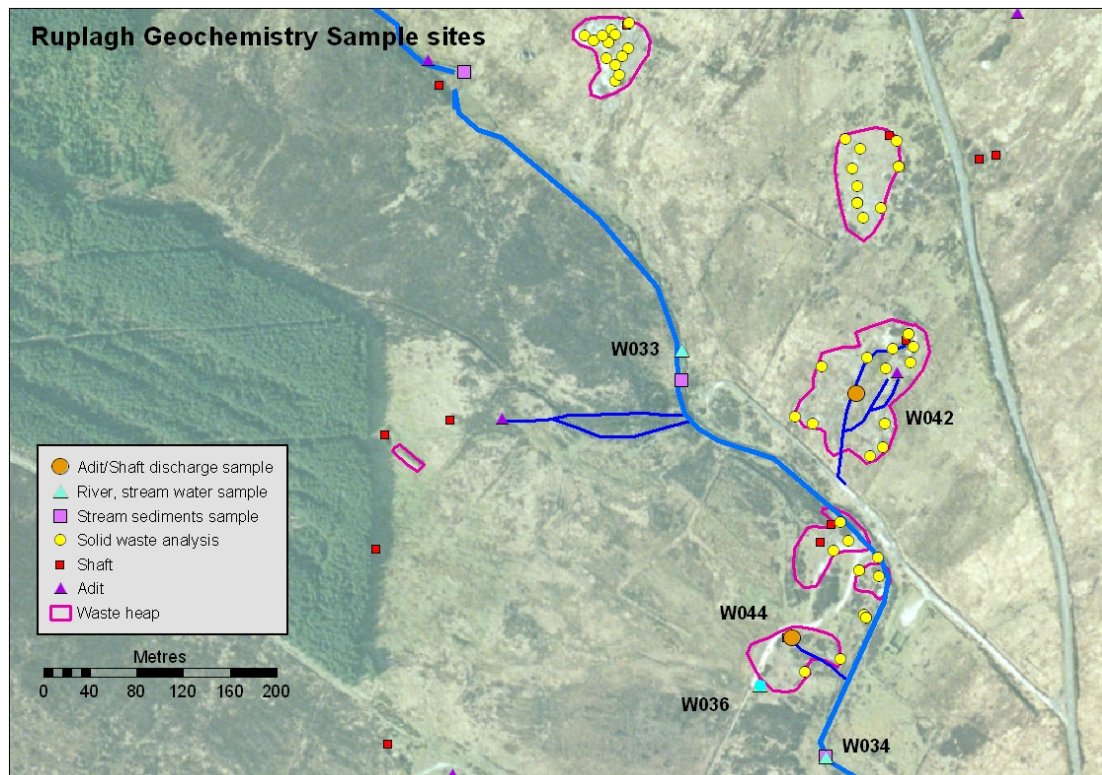 Ruplagh Geochemistry Sample sites
W033
W042
Adit/Shaft discharge sample
River, stream water sample
Stream sediments sample
Solid waste analysis
Shaft
Adit
Waste heap
W044
Metres
0 20 40 80 120 160 200
W036
W034